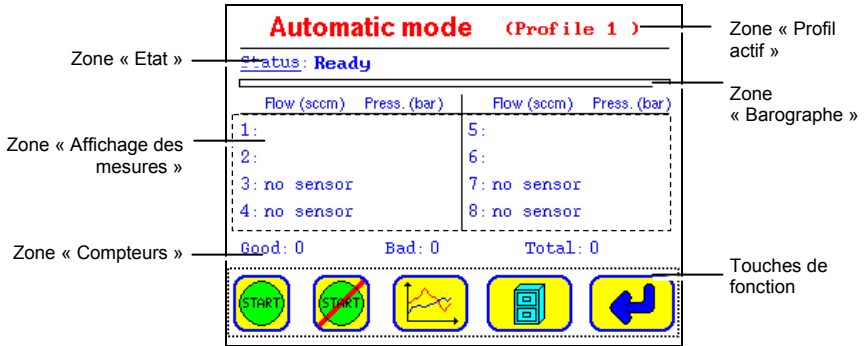 Automatic mode (Profile 1 )
Zone « Profil
actif »
Zone « Etat »
Status: Ready
Zone
« Barographe »
Flow (sccm) Press. (bar) Flow (sccm) Press. (bar)
Zone « Affichage des
mesures »
1: 5:
2: 6:
3: no sensor 7: no sensor
4: no sensor 8: no sensor
Zone « Compteurs »
Good: 0 Bad: 0 Total: 0
Touches de
fonction
START START